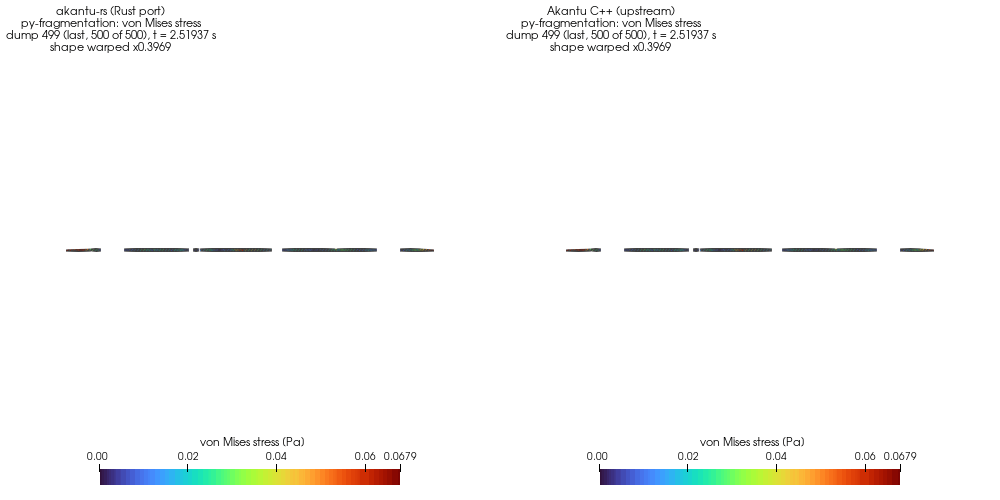 akantu-rs (Rust port)
py-fragmentation: von Mises stress
dump 499 (last, 500 of 500), t = 2.51937 s
shape warped x0.3969
Akantu C++ (upstream)
py-fragmentation: von Mises stress
dump 499 (last, 500 of 500), t = 2.51937 s
shape warped x0.3969
von Mises stress (Pa)
0.00 0.02 0.04 0.06 0.0679
von Mises stress (Pa)
0.00 0.02 0.04 0.06 0.0679